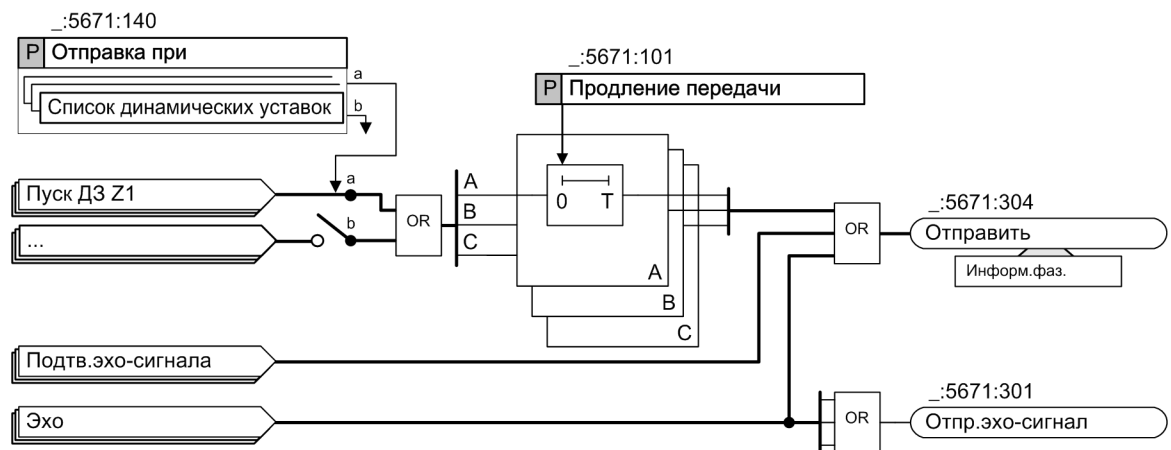 _:5671:140
P Отправка при
a
Список динамических уставок
b
_:5671:101
P Продление передачи
Пуск ДЗ Z1
a
...
b
OR
A
B
C
0 T
A
B
C
OR
_:5671:304
Отправить
Информ.фаз.
Подтв.эхо-сигнала
Эхо
OR
_:5671:301
Отпр.эхо-сигнал